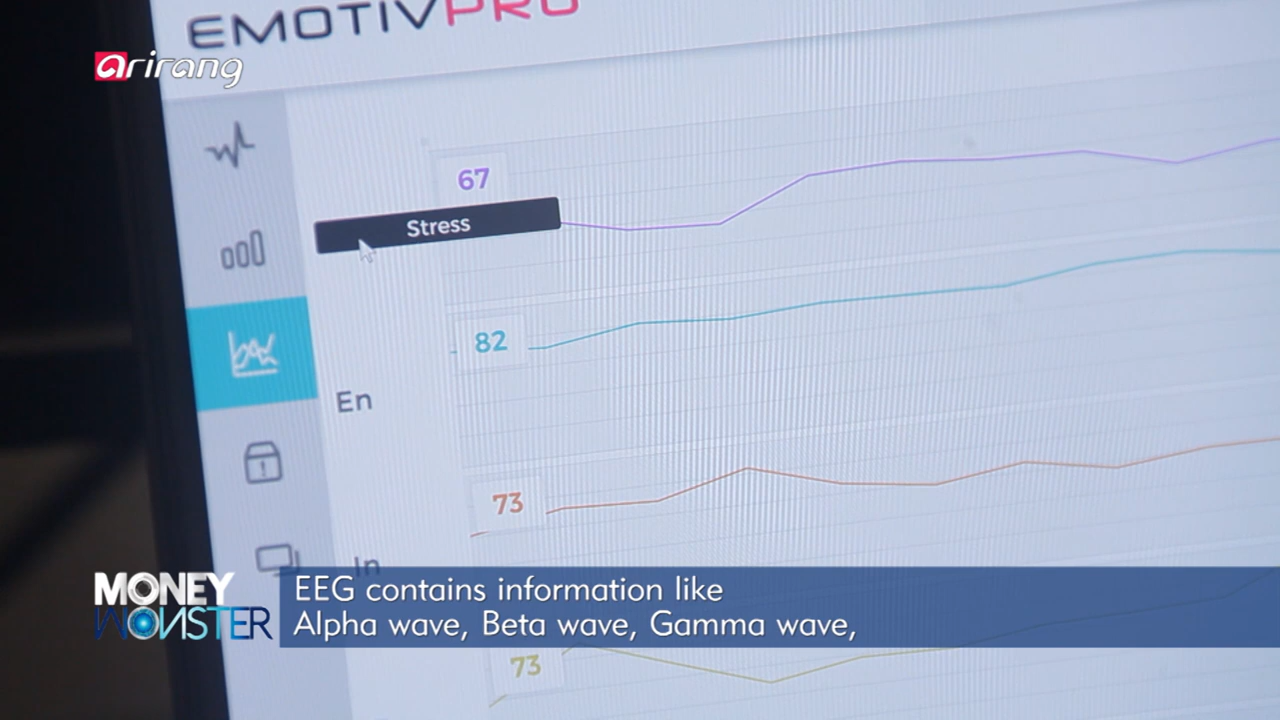 EMOTIVPRO
arirang
67
Stress
82
En
73
In
MONEY
MONSTER
EEG contains information like
Alpha wave, Beta wave, Gamma wave,
73